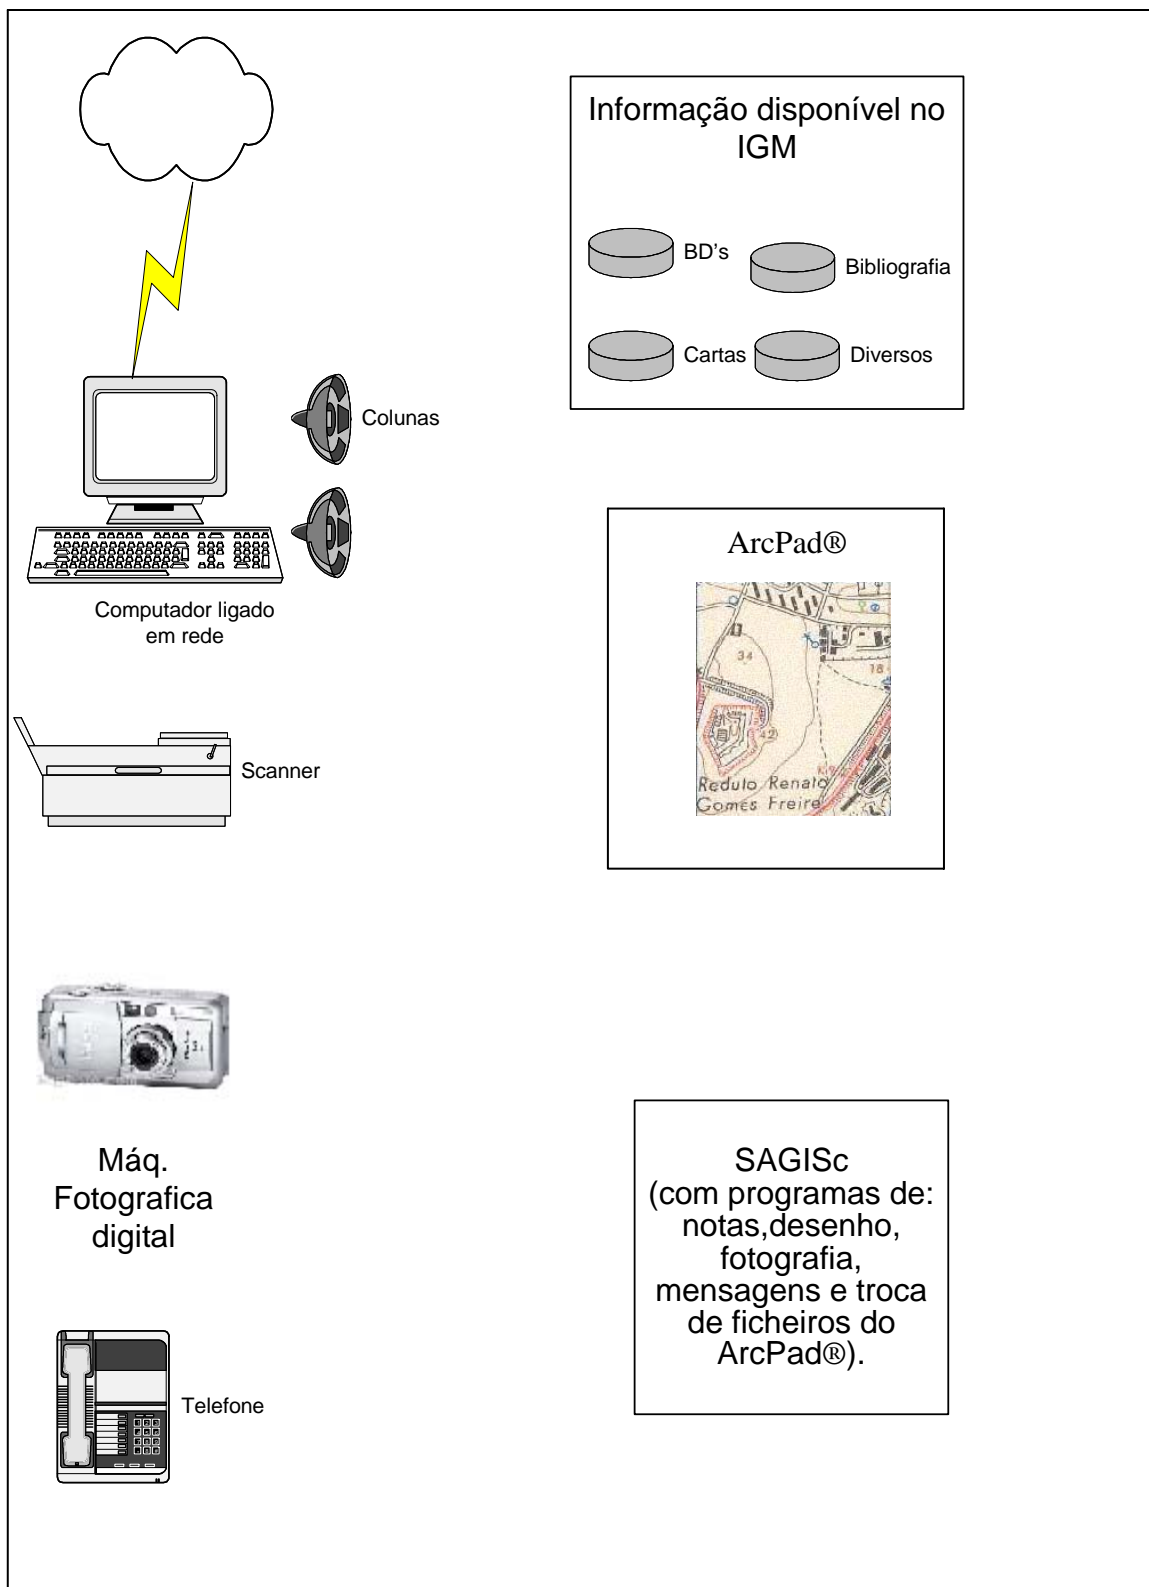 Informação disponível no
IGM
BD's
Bibliografia
Cartas
Diversos
Colunas
Computador ligado
em rede
ArcPad®
34
18
42
Reduto Renato
Gomes Freire
Scanner
Máq.
Fotografica
digital
SAGISc
(com programas de:
notas,desenho,
fotografia,
mensagens e troca
de ficheiros do
ArcPad®).
Telefone